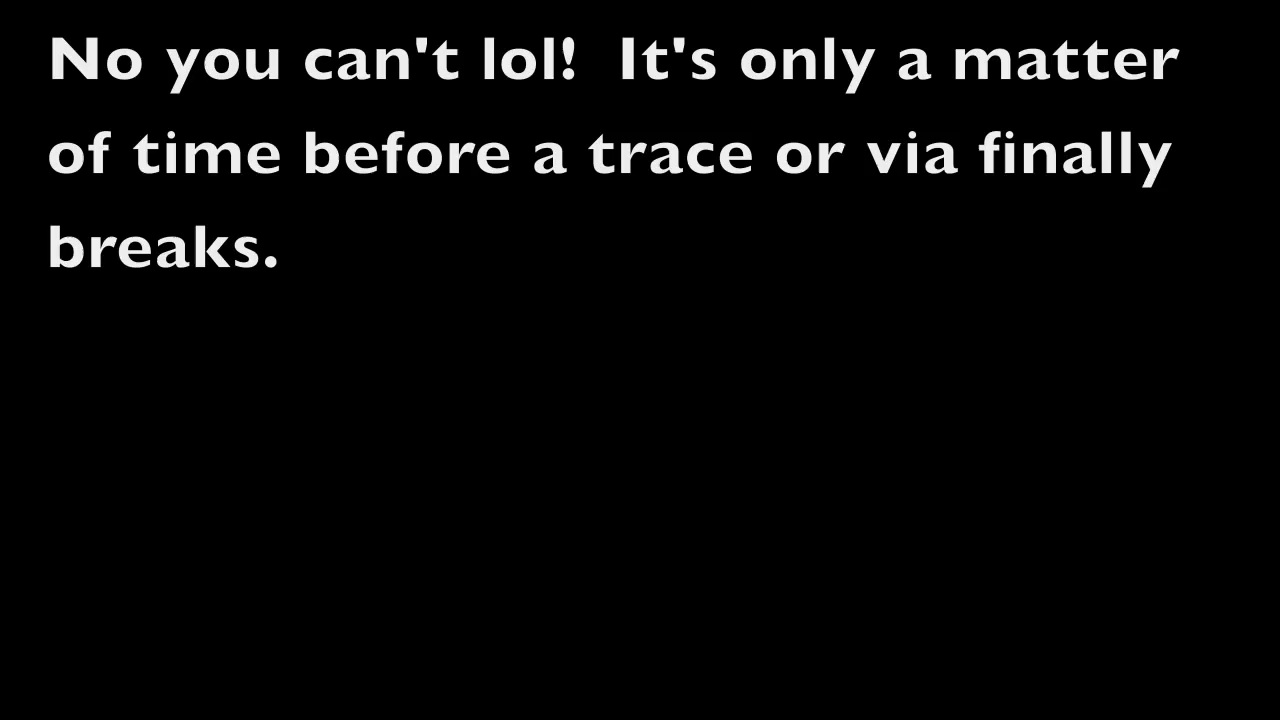 No you can't lol!  It's only a matter
of time before a trace or via finally
breaks.